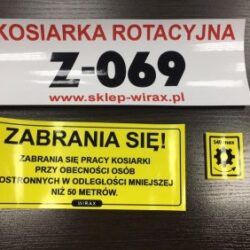 KOSIARKA ROTACYJNA
Z-069
www.sklep-wirax.pl
ZABRANIA SIĘ!
ZABRANIA SIĘ PRACY KOSIARKI
PRZY OBECNOŚCI OSÓB
POSTRONNYCH W ODLEGŁOŚCI MNIEJSZEJ
NIŻ 50 METRÓW.
WIRAX